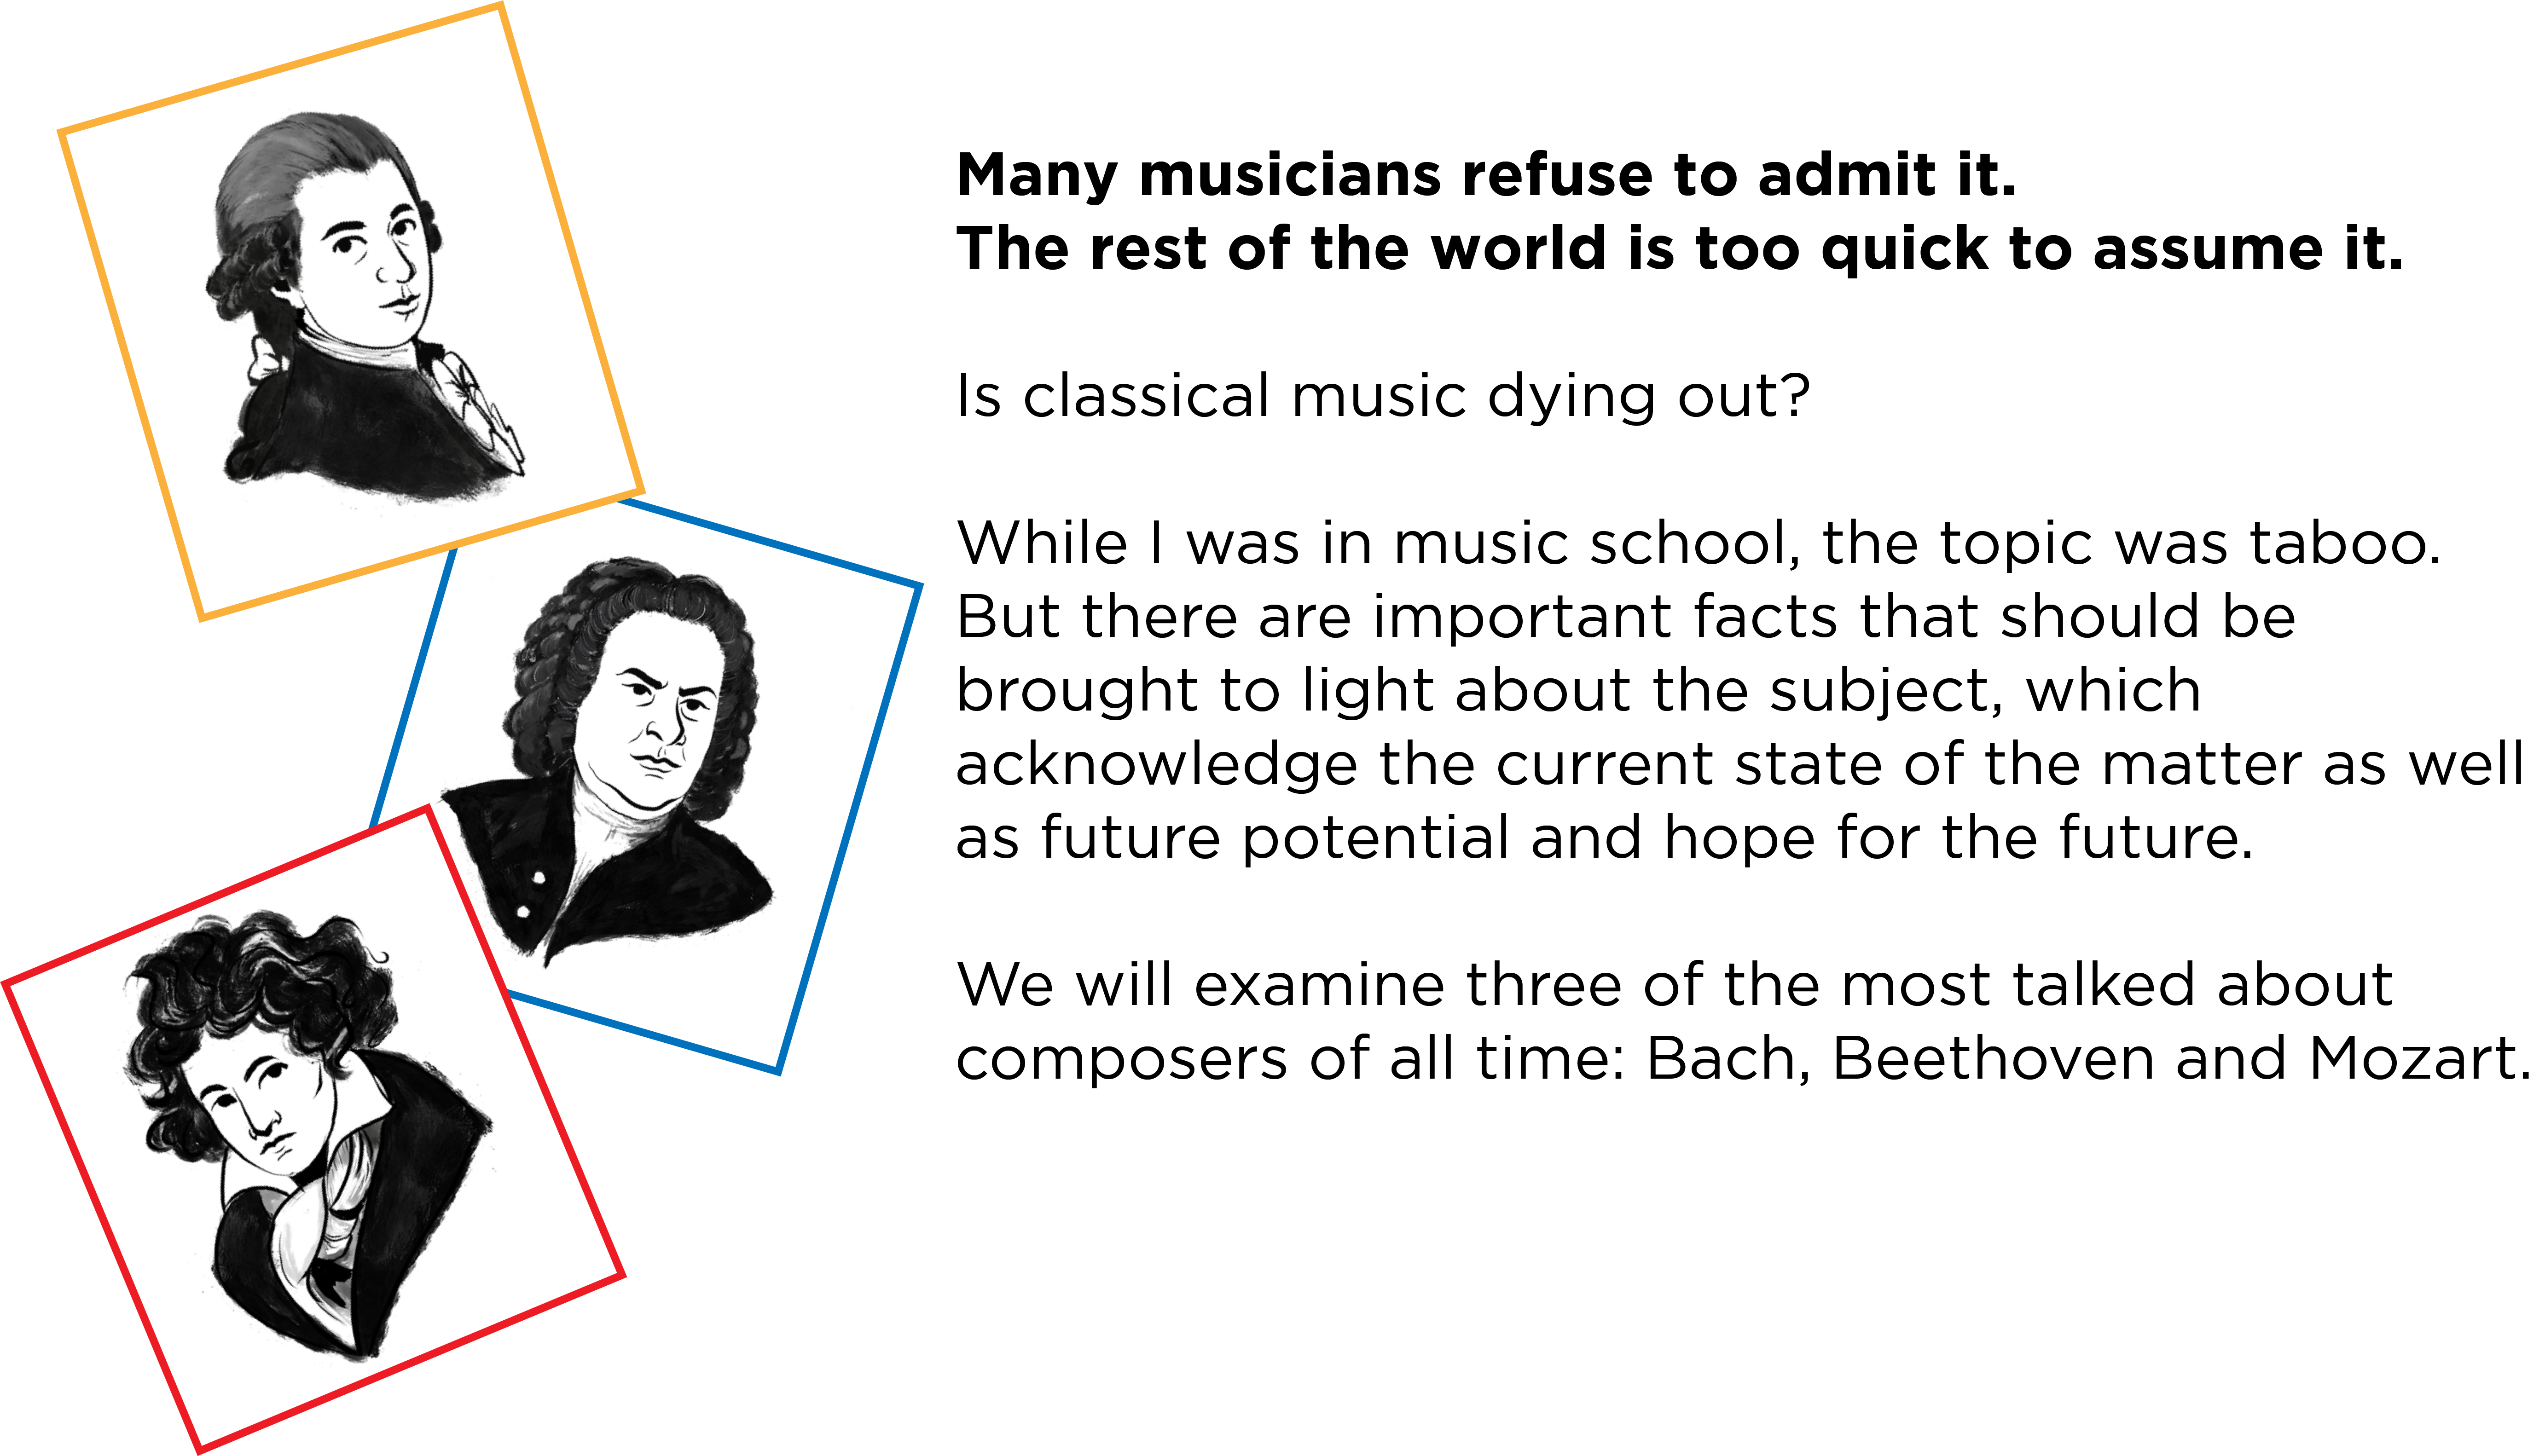 Many musicians refuse to admit it.
The rest of the world is too quick to assume it.
Is classical music dying out?
While I was in music school, the topic was taboo.
But there are important facts that should be
brought to light about the subject, which
acknowledge the current state of the matter as well
as future potential and hope for the future.
We will examine three of the most talked about
composers of all time: Bach, Beethoven and Mozart.